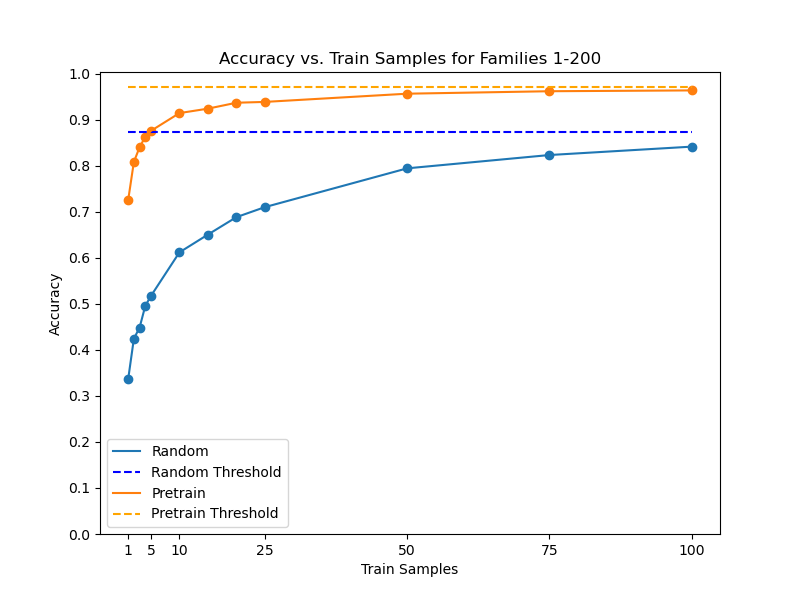 Accuracy vs. Train Samples for Families 1-200
1.0
0.9
0.8
0.7
0.6
0.5
0.4
0.3
0.2
0.1
0.0
Accuracy
Random
Random Threshold
Pretrain
Pretrain Threshold
1 5 10 25 50 75 100
Train Samples